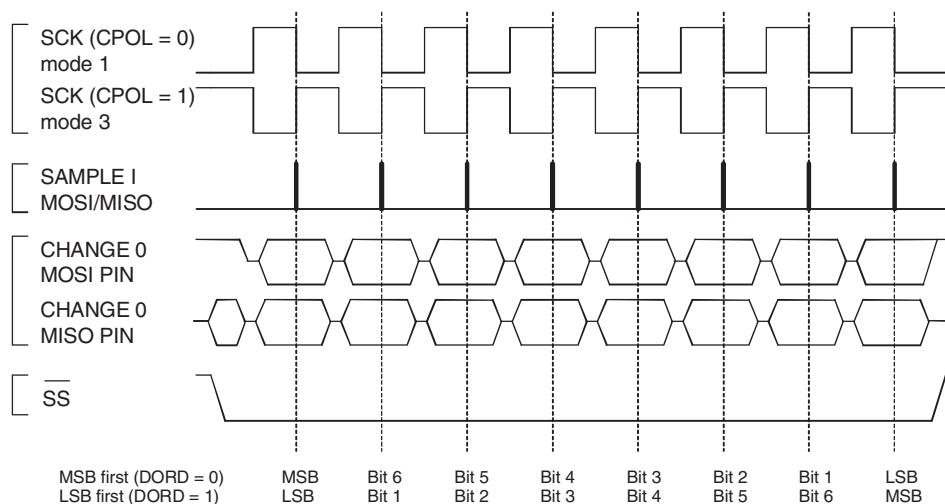 SCK (CPOL = 0)
mode 1
SCK (CPOL = 1)
mode 3
SAMPLE I
MOSI/MISO
CHANGE 0
MOSI PIN
CHANGE 0
MISO PIN
SS
MSB first (DORD = 0) MSB Bit 6 Bit 5 Bit 4 Bit 3 Bit 2 Bit 1 LSB
LSB first (DORD = 1) LSB Bit 1 Bit 2 Bit 3 Bit 4 Bit 5 Bit 6 MSB